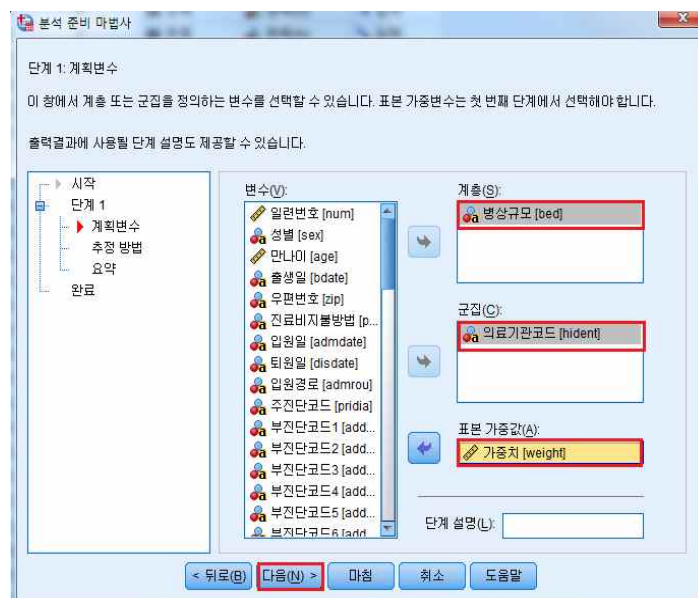 분석 준비 마법사
단계 1: 계획변수
이 창에서 계층 또는 군집을 정의하는 변수를 선택할 수 있습니다. 표본 가중변수는 첫 번째 단계에서 선택해야 합니다.
출력결과에 사용될 단계 설명도 제공할 수 있습니다.
시작
단계 1
계획변수
추정 방법
요약
완료
변수(V):
일련번호 [num]
성별 [sex]
만나이 [age]
출생일 [bdate]
우편번호 [zip]
진료비지불방법 [p...
입원일 [admdate]
퇴원일 [disdate]
입원경로 [admrou]
주진단코드 [pridia]
부진단코드1 [add...
부진단코드2 [add...
부진단코드3 [add...
부진단코드4 [add...
부진단코드5 [add...
부진단코드6 [add...
계층(S):
병상규모 [bed]
군집(C):
의료기관코드 [hident]
표본 가중값(A):
가중치 [weight]
단계 설명(L):
< 뒤로(B)
다음(N) >
마침
취소
도움말